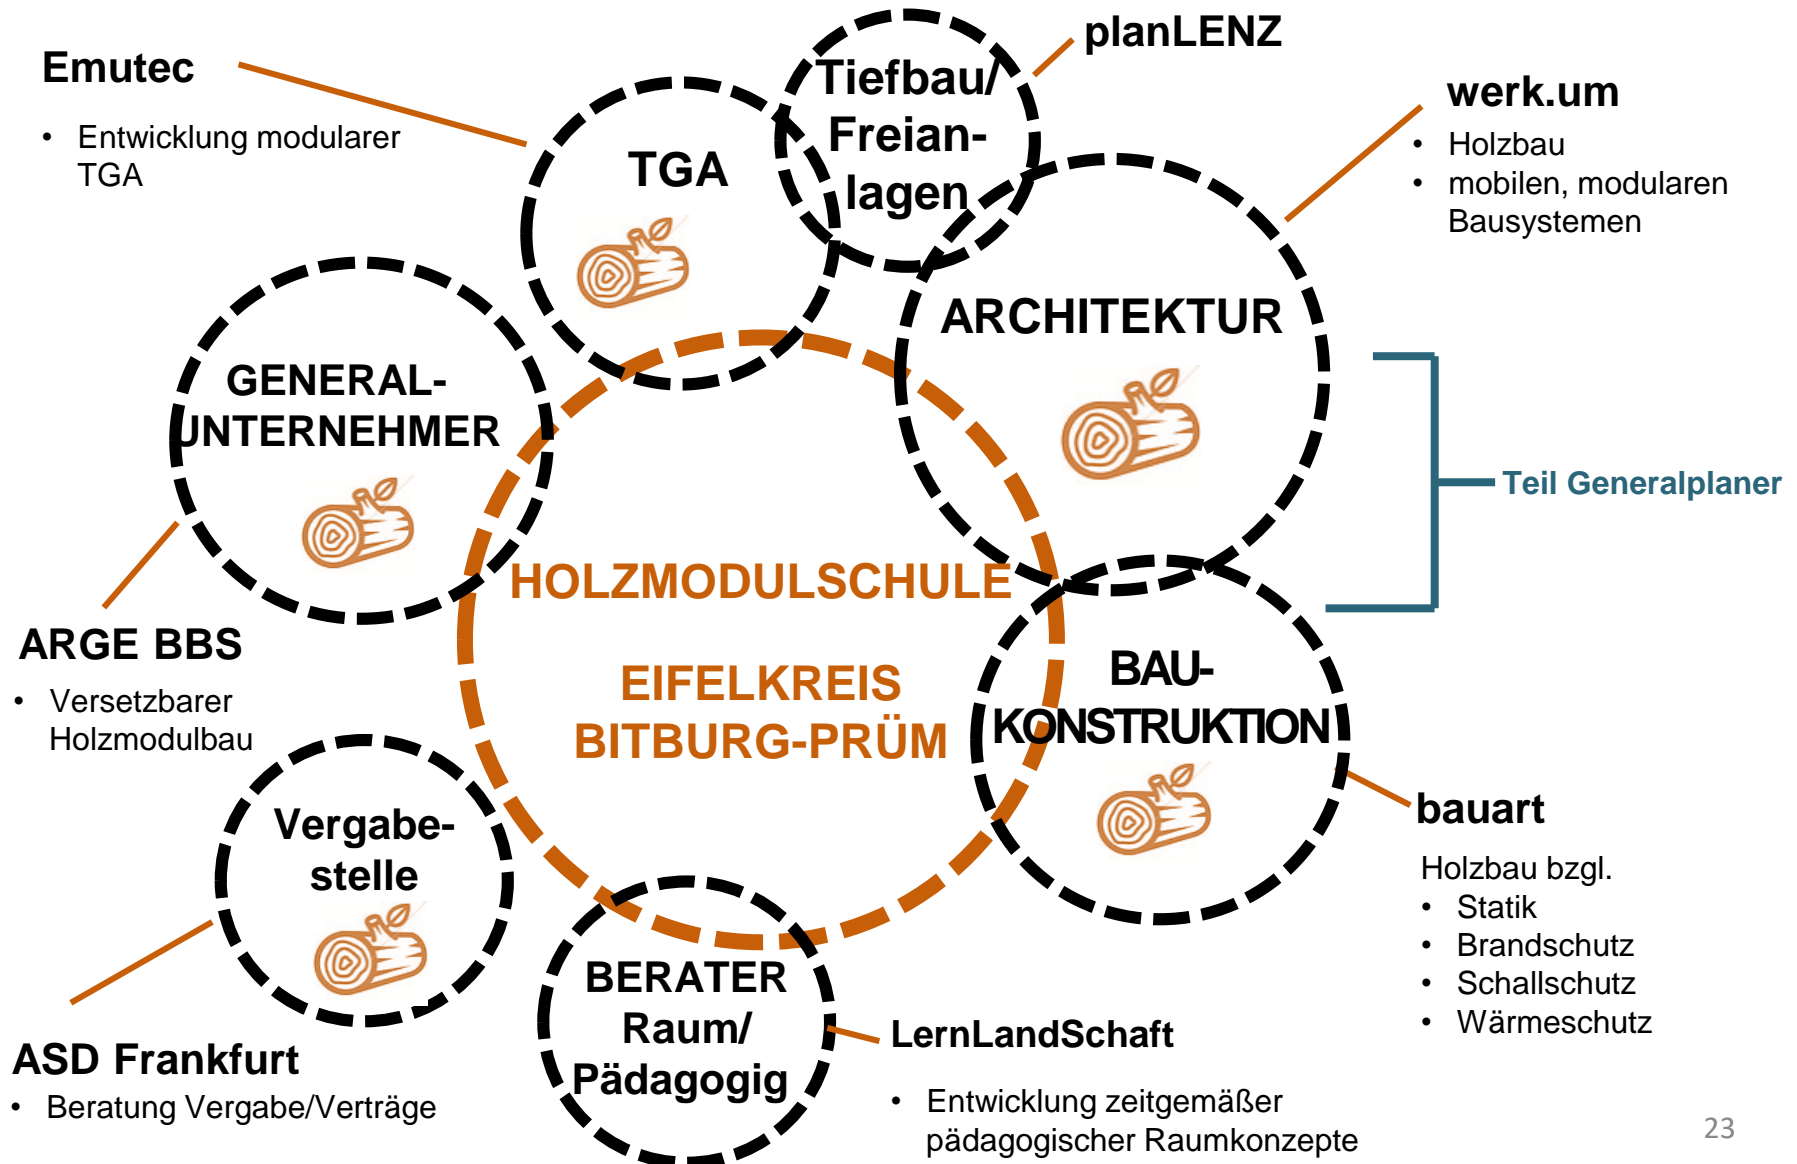 Emutec
• Entwicklung modularer
TGA
TGA
Tiefbau/
Freian-
lagen
planLENZ
werk.um
• Holzbau
• mobilen, modularen
Bausystemen
ARCHITEKTUR
GENERAL-
UNTERNEHMER
Teil Generalplaner
HOLZMODULSCHULE
EIFELKREIS
BITBURG-PRÜM
ARGE BBS
• Versetzbarer
Holzmodulbau
BAU-
KONSTRUKTION
bauart
Holzbau bzgl.
• Statik
• Brandschutz
• Schallschutz
• Wärmeschutz
Vergabe-
stelle
ASD Frankfurt
• Beratung Vergabe/Verträge
BERATER
Raum/
Pädagogig
LernLandSchaft
• Entwicklung zeitgemäßer
pädagogischer Raumkonzepte
23